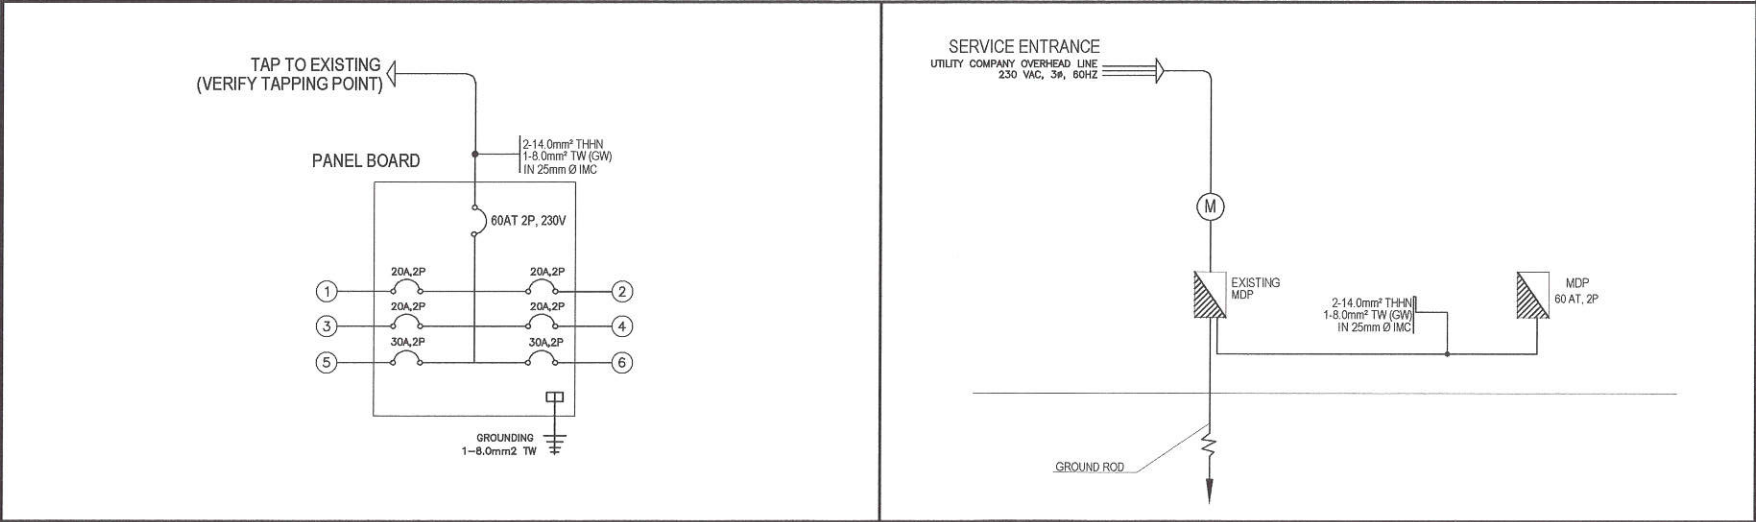 TAP TO EXISTING
(VERIFY TAPPING POINT)
2-14.0mm² THHN
1-8.0mm² TW (GW)
IN 25mm Ø IMC
PANEL BOARD
60AT 2P, 230V
20A,2P
20A,2P
1
2
20A,2P
20A,2P
3
4
30A,2P
30A,2P
5
6
GROUNDING
1-8.0mm2 TW
SERVICE ENTRANCE
UTILITY COMPANY OVERHEAD LINE
230 VAC, 3ø, 60HZ
M
EXISTING
MDP
2-14.0mm² THHN
1-8.0mm² TW (GW)
IN 25mm Ø IMC
MDP
60 AT, 2P
GROUND ROD